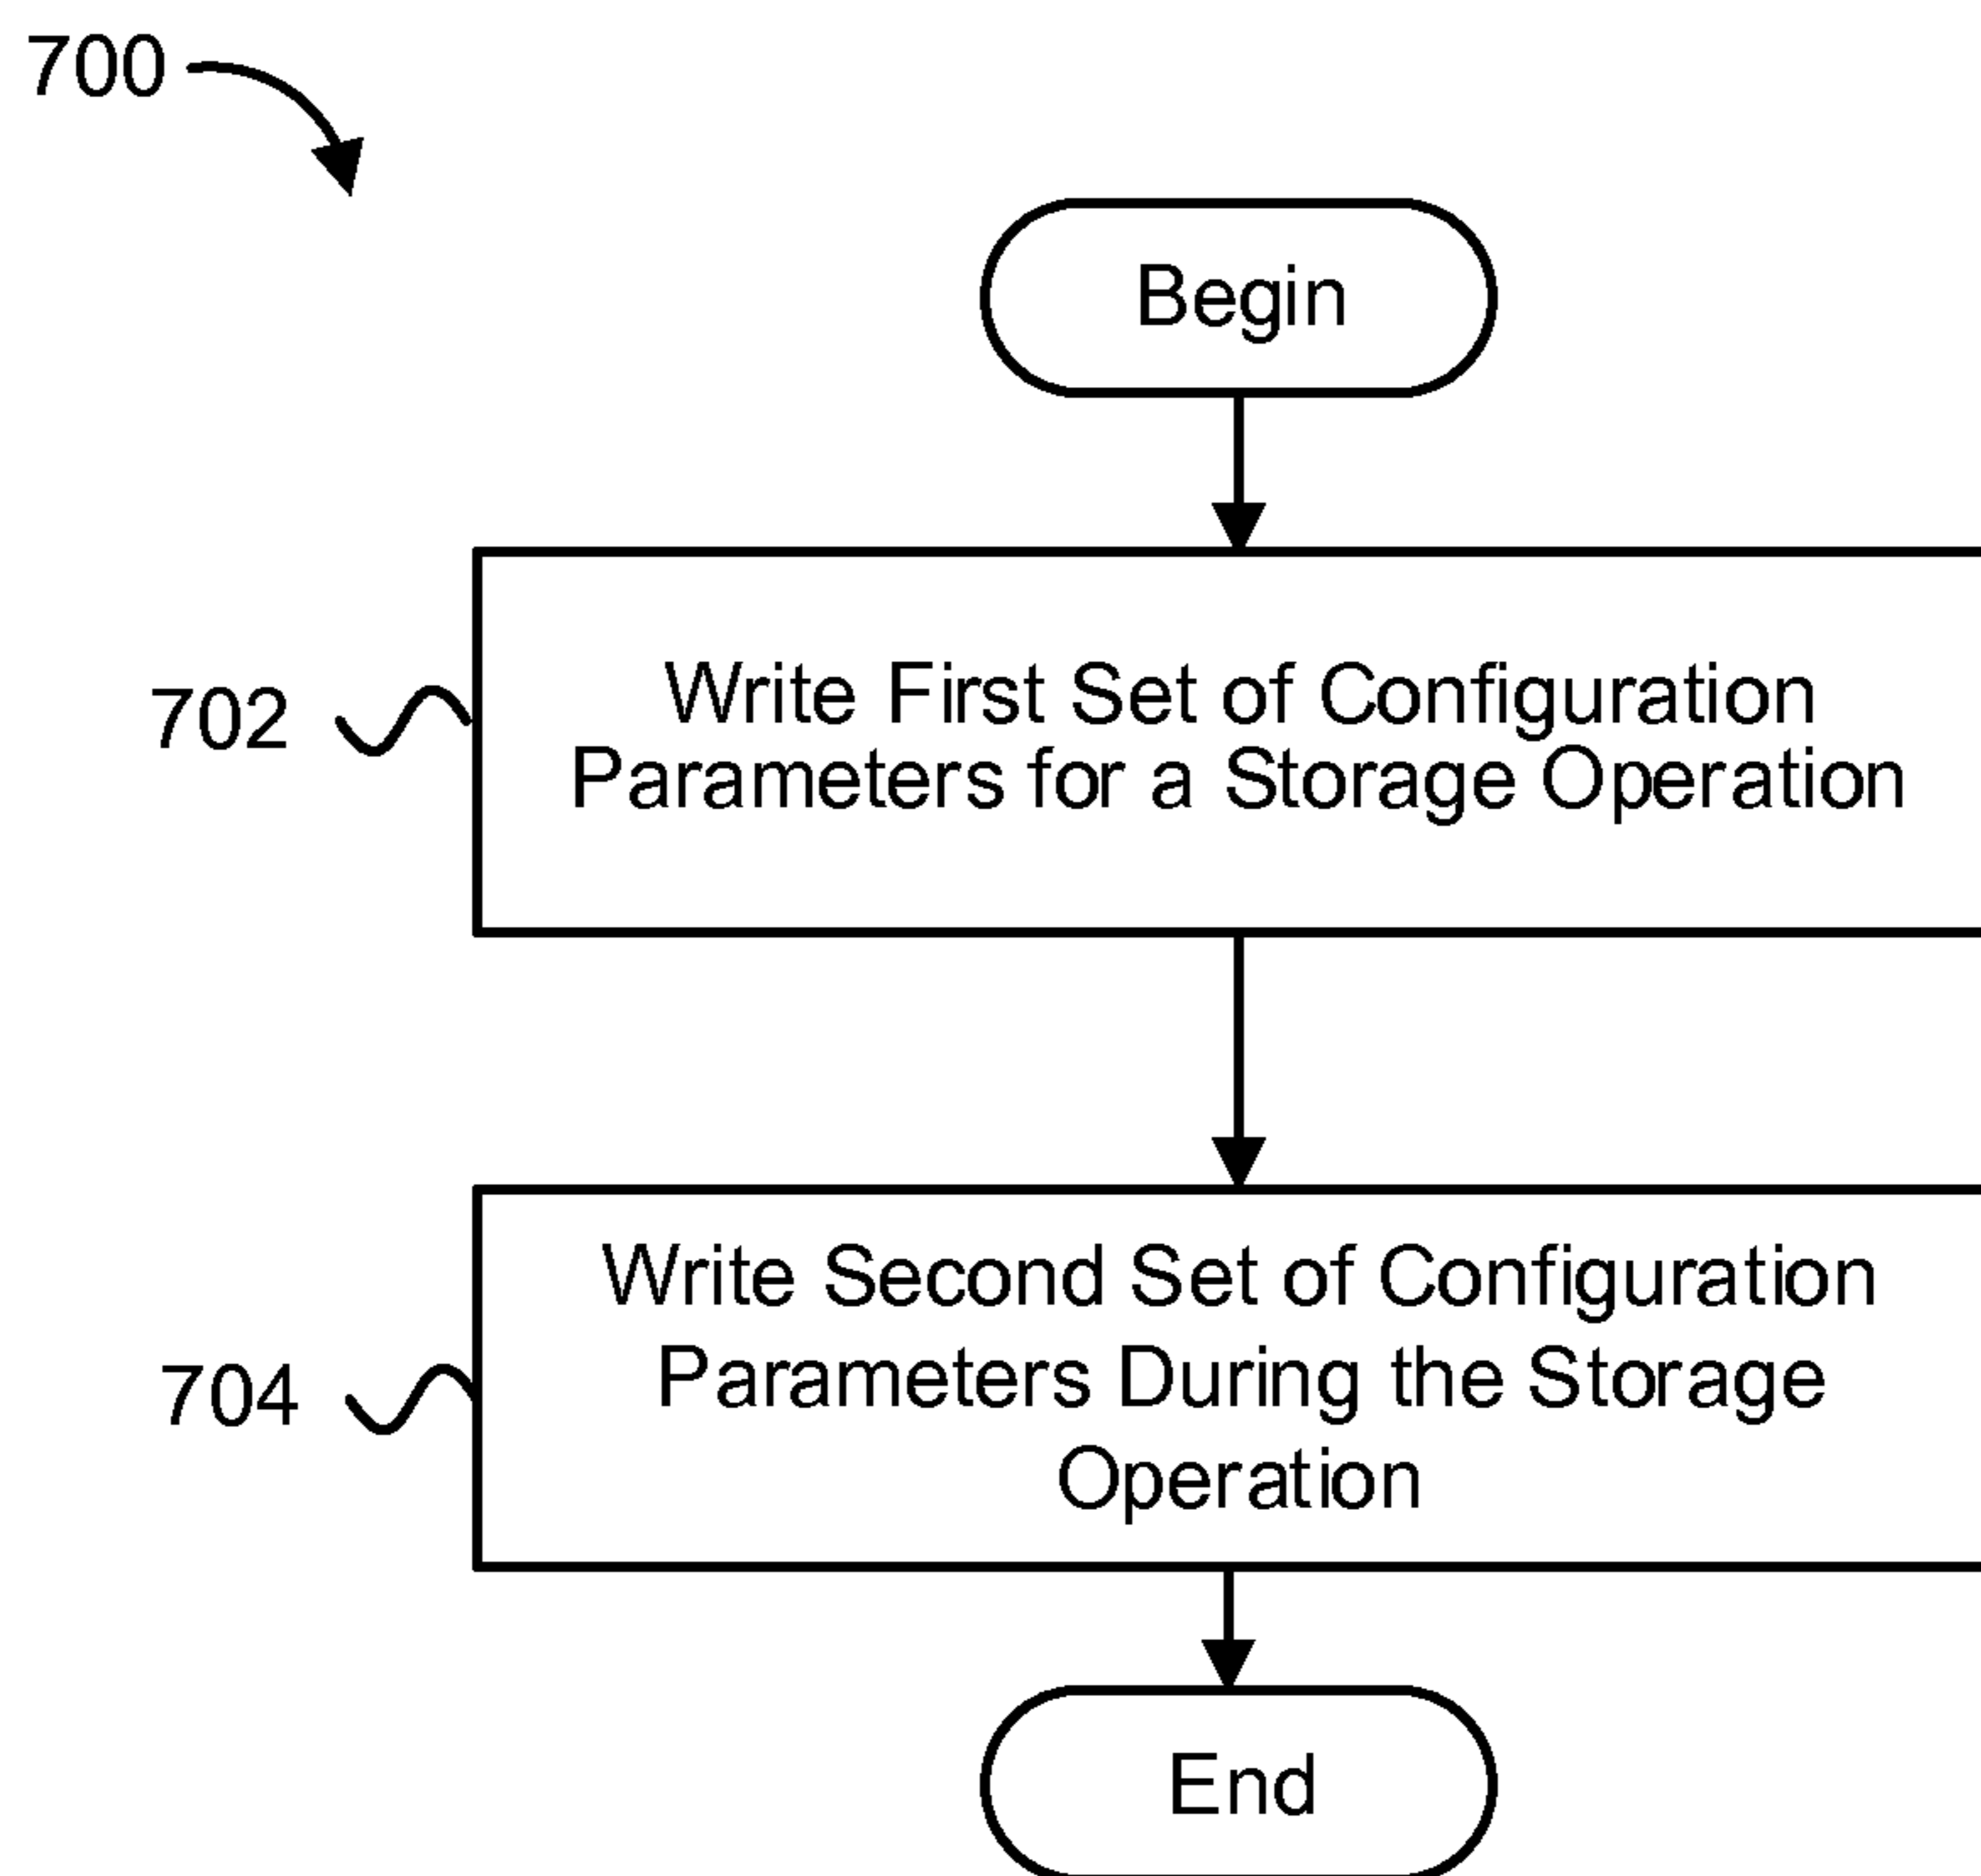 700
Begin
702
Write First Set of Configuration
Parameters for a Storage Operation
704
Write Second Set of Configuration
Parameters During the Storage
Operation
End